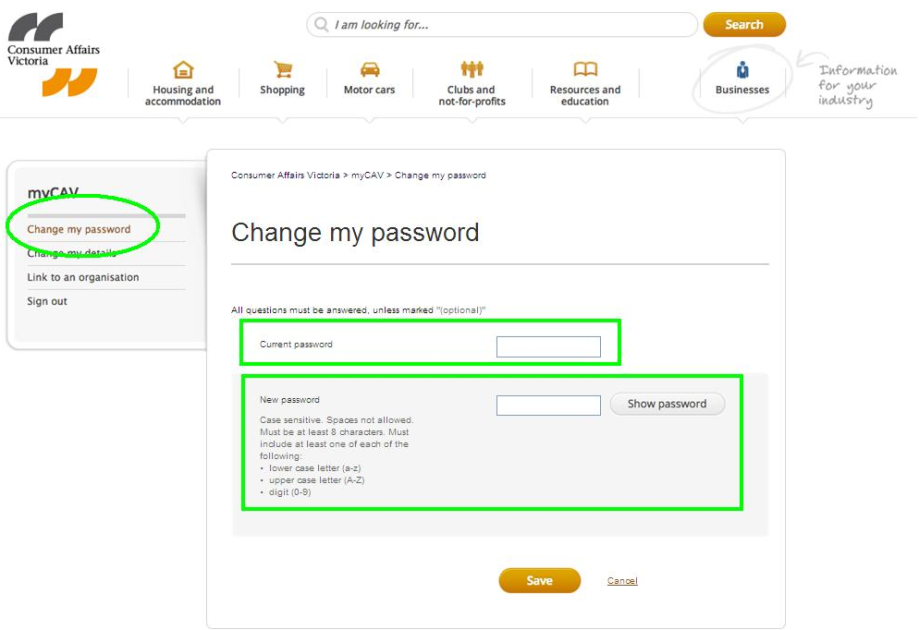 I am looking for...
Search
Consumer Affairs
Victoria
Housing and
accommodation
Shopping
Motor cars
Clubs and
not-for-profits
Resources and
education
Businesses
Information
for your
industry
myCAV
Change my password
Change my details
Link to an organisation
Sign out
Consumer Affairs Victoria > myCAV > Change my password
Change my password
All questions must be answered, unless marked "(optional)"
Current password
New password
Show password
Case sensitive. Spaces not allowed.
Must be at least 8 characters. Must
include at least one of each of the
following:
• lower case letter (a-z)
• upper case letter (A-Z)
• digit (0-9)
Save
Cancel